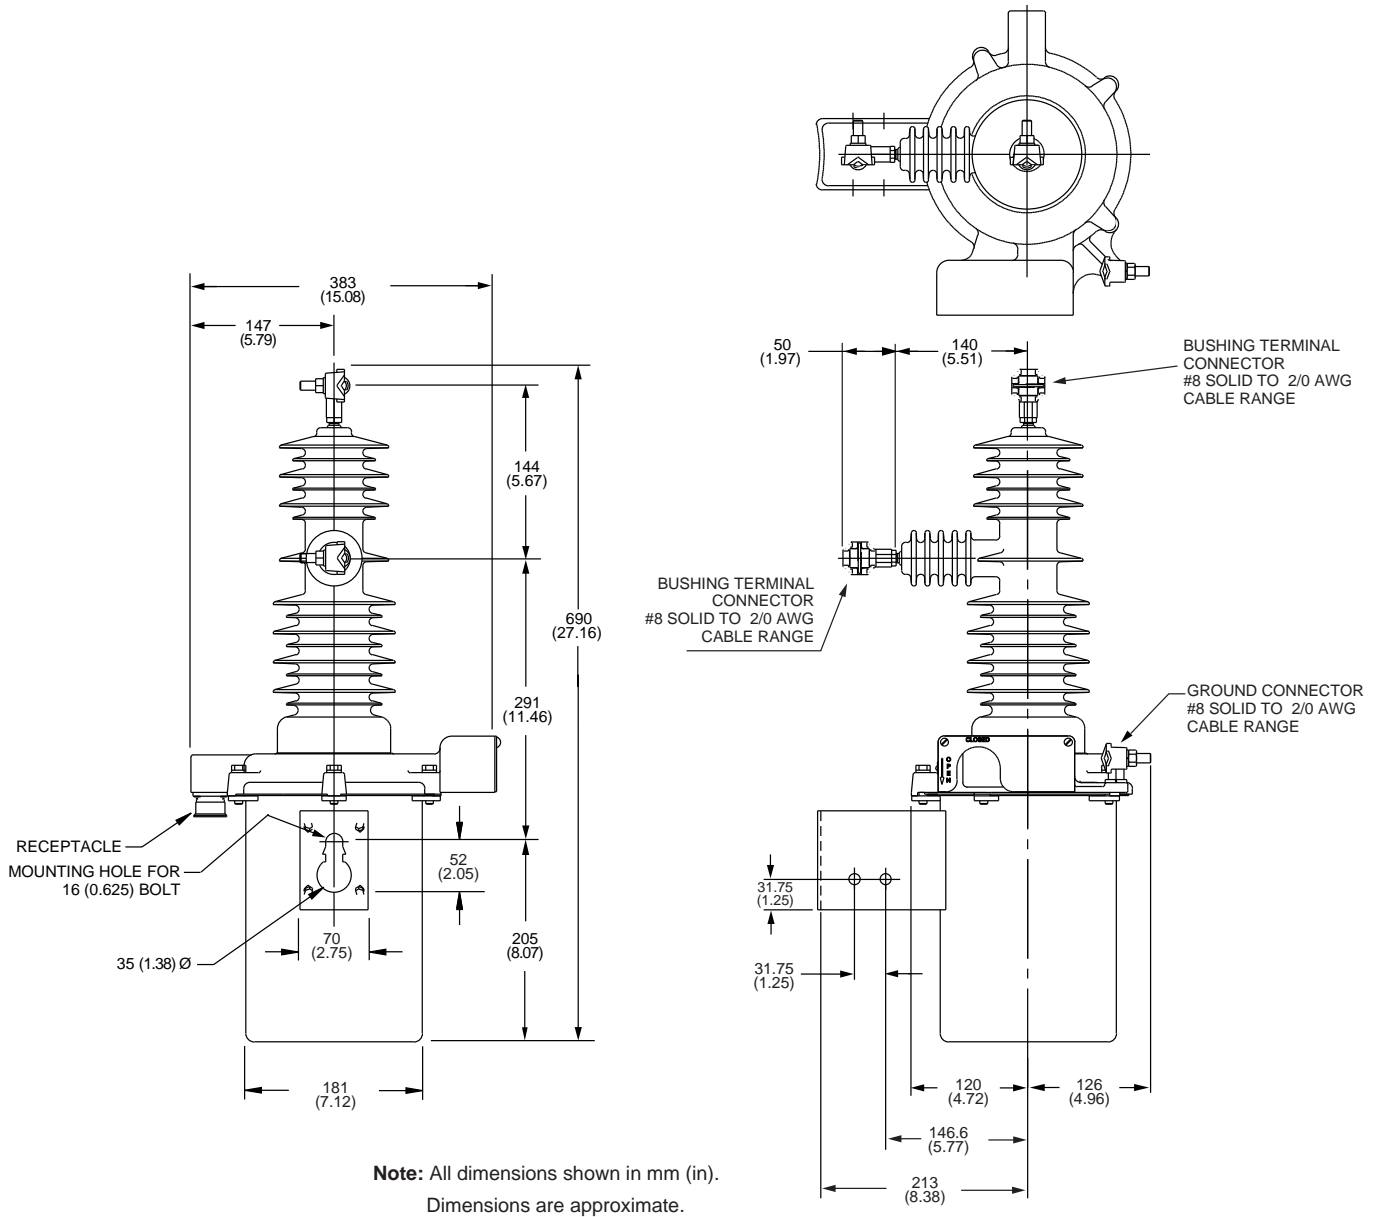 383
(15.08)
147
(5.79)
50
(1.97)
140
(5.51)
BUSHING TERMINAL
CONNECTOR
#8 SOLID TO 2/0 AWG
CABLE RANGE
144
(5.67)
BUSHING TERMINAL
CONNECTOR
#8 SOLID TO 2/0 AWG
CABLE RANGE
690
(27.16)
291
(11.46)
GROUND CONNECTOR
#8 SOLID TO 2/0 AWG
CABLE RANGE
CLOSED
OPEN
RECEPTACLE
MOUNTING HOLE FOR
16 (0.625) BOLT
52
(2.05)
31.75
(1.25)
70
(2.75)
205
(8.07)
35 (1.38) Ø
31.75
(1.25)
181
(7.12)
120
(4.72)
126
(4.96)
146.6
(5.77)
213
(8.38)
Note: All dimensions shown in mm (in).
Dimensions are approximate.